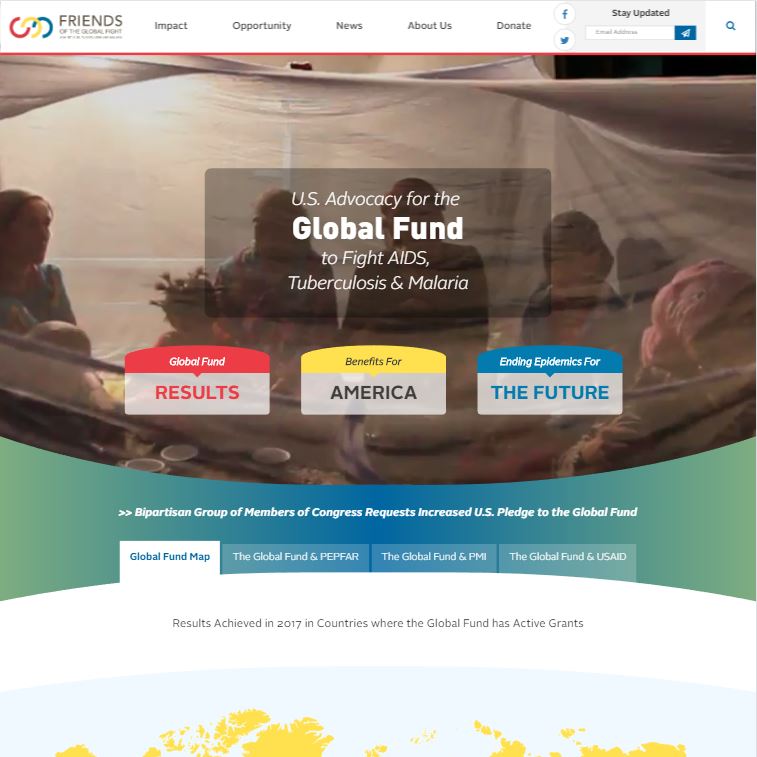 FRIENDS
OF THE GLOBAL FIGHT
Impact
Opportunity
News
About Us
Donate
Stay Updated
Email Address
U.S. Advocacy for the
Global Fund
to Fight AIDS,
Tuberculosis & Malaria
Global Fund
RESULTS
Benefits For
AMERICA
Ending Epidemics For
THE FUTURE
>> Bipartisan Group of Members of Congress Requests Increased U.S. Pledge to the Global Fund
Global Fund Map
The Global Fund & PEPFAR
The Global Fund & PMI
The Global Fund & USAID
Results Achieved in 2017 in Countries where the Global Fund has Active Grants